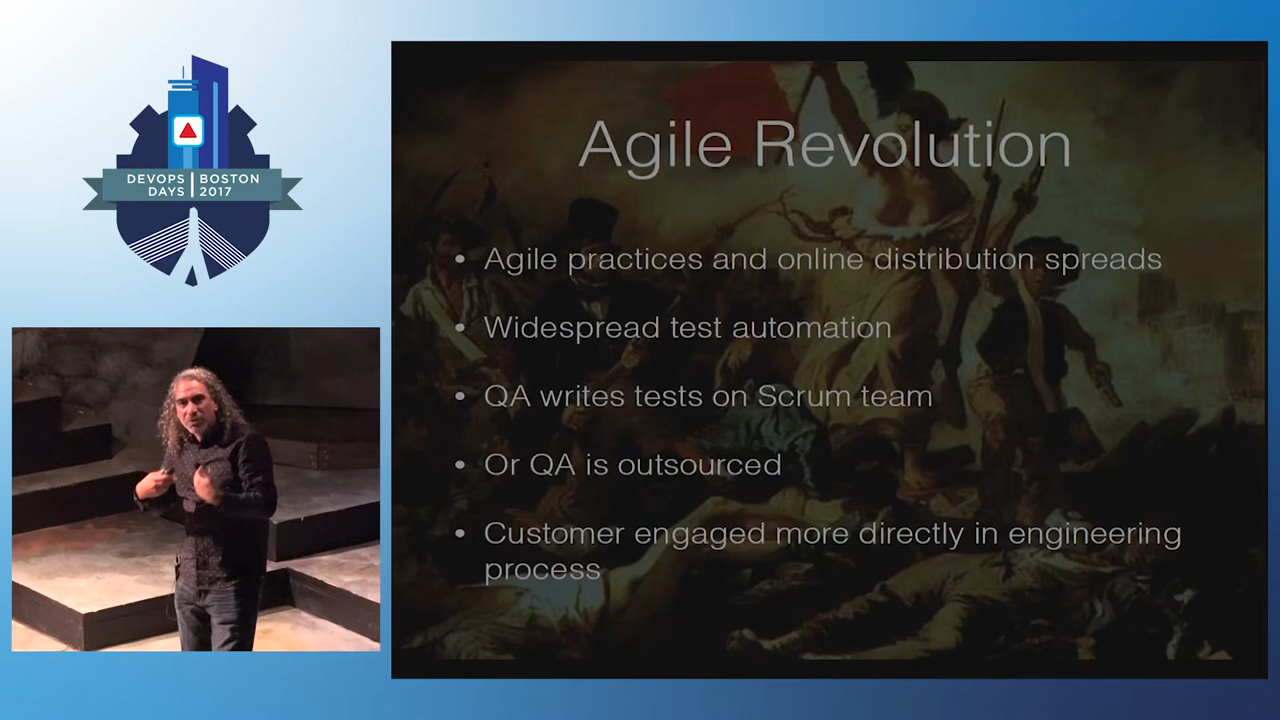 DEVOPS BOSTON
DAYS 2017
Agile Revolution
• Agile practices and online distribution spreads
• Widespread test automation
• QA writes tests on Scrum team
• Or QA is outsourced
• Customer engaged more directly in engineering
process